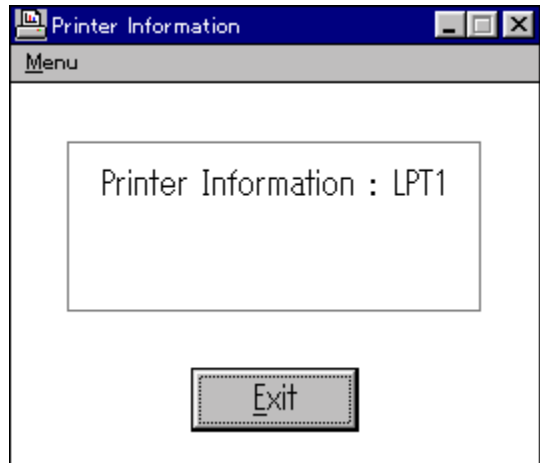 Printer Information
Menu
Printer Information : LPT1
Exit